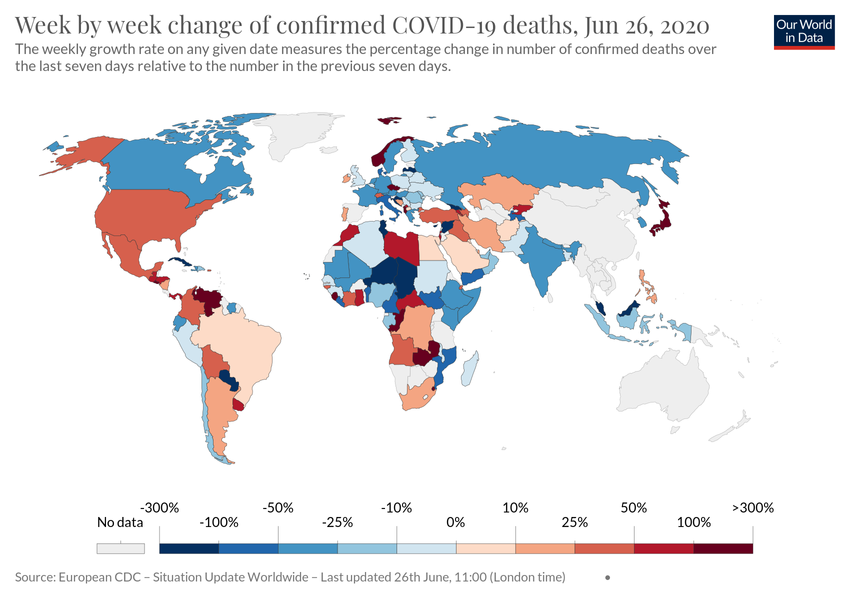 Week by week change of confirmed COVID-19 deaths, Jun 26, 2020
Our World
in Data
The weekly growth rate on any given date measures the percentage change in number of confirmed deaths over
the last seven days relative to the number in the previous seven days.
-300% -50% -10% 10% 50% >300%
No data -100% -25% 0% 25% 100%
Source: European CDC – Situation Update Worldwide – Last updated 26th June, 11:00 (London time)